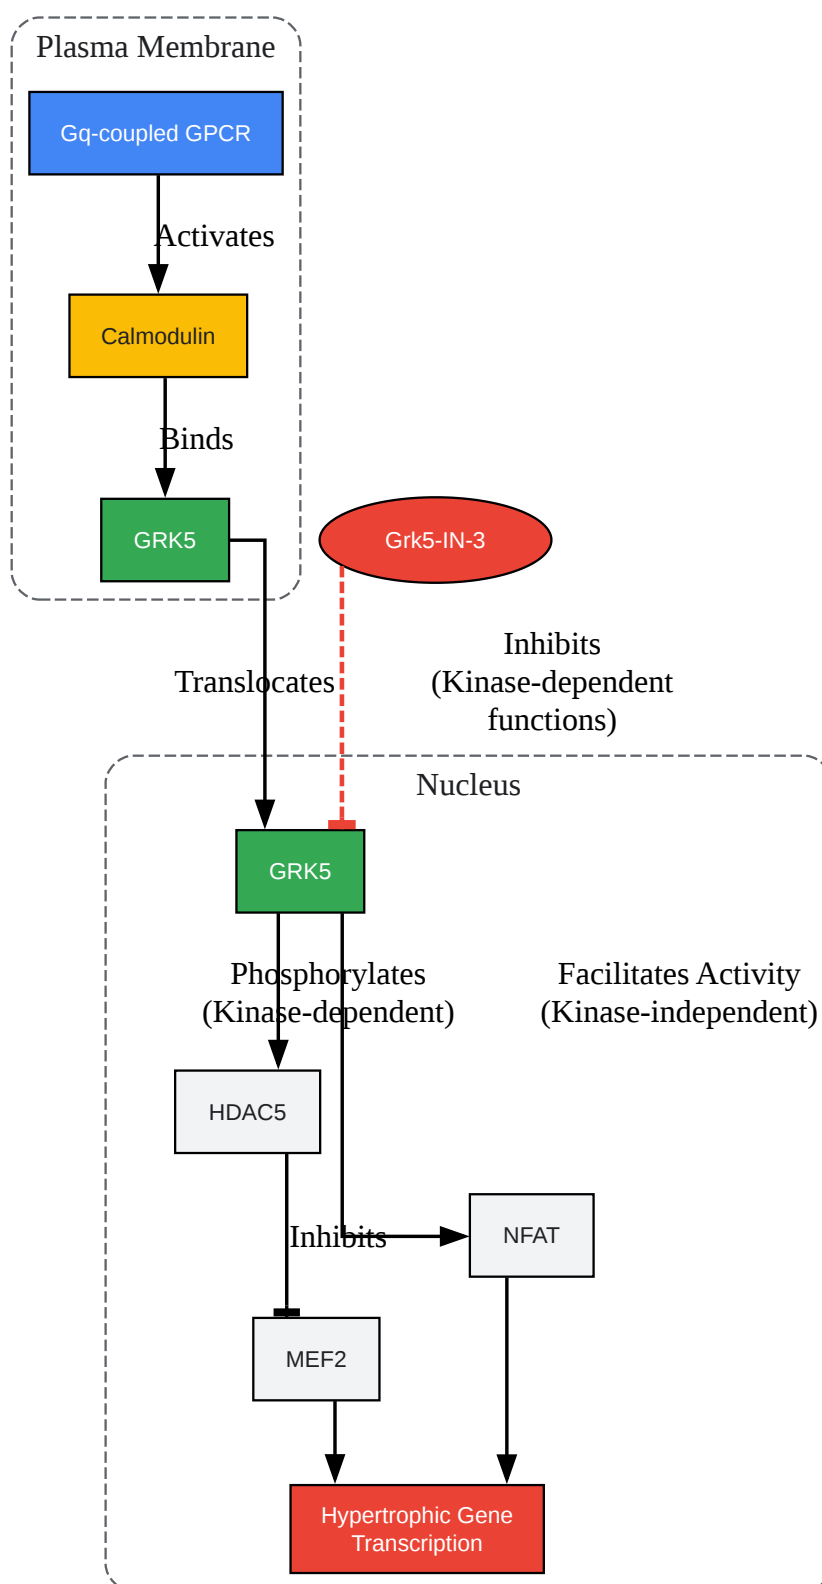 Plasma Membrane
Gq-coupled GPCR
Activates
Calmodulin
Binds
GRK5
Grk5-IN-3
Translocates
Inhibits
(Kinase-dependent
functions)
Nucleus
GRK5
Phosphorylates
(Kinase-dependent)
Facilitates Activity
(Kinase-independent)
HDAC5
Inhibits
NFAT
MEF2
Hypertrophic Gene
Transcription